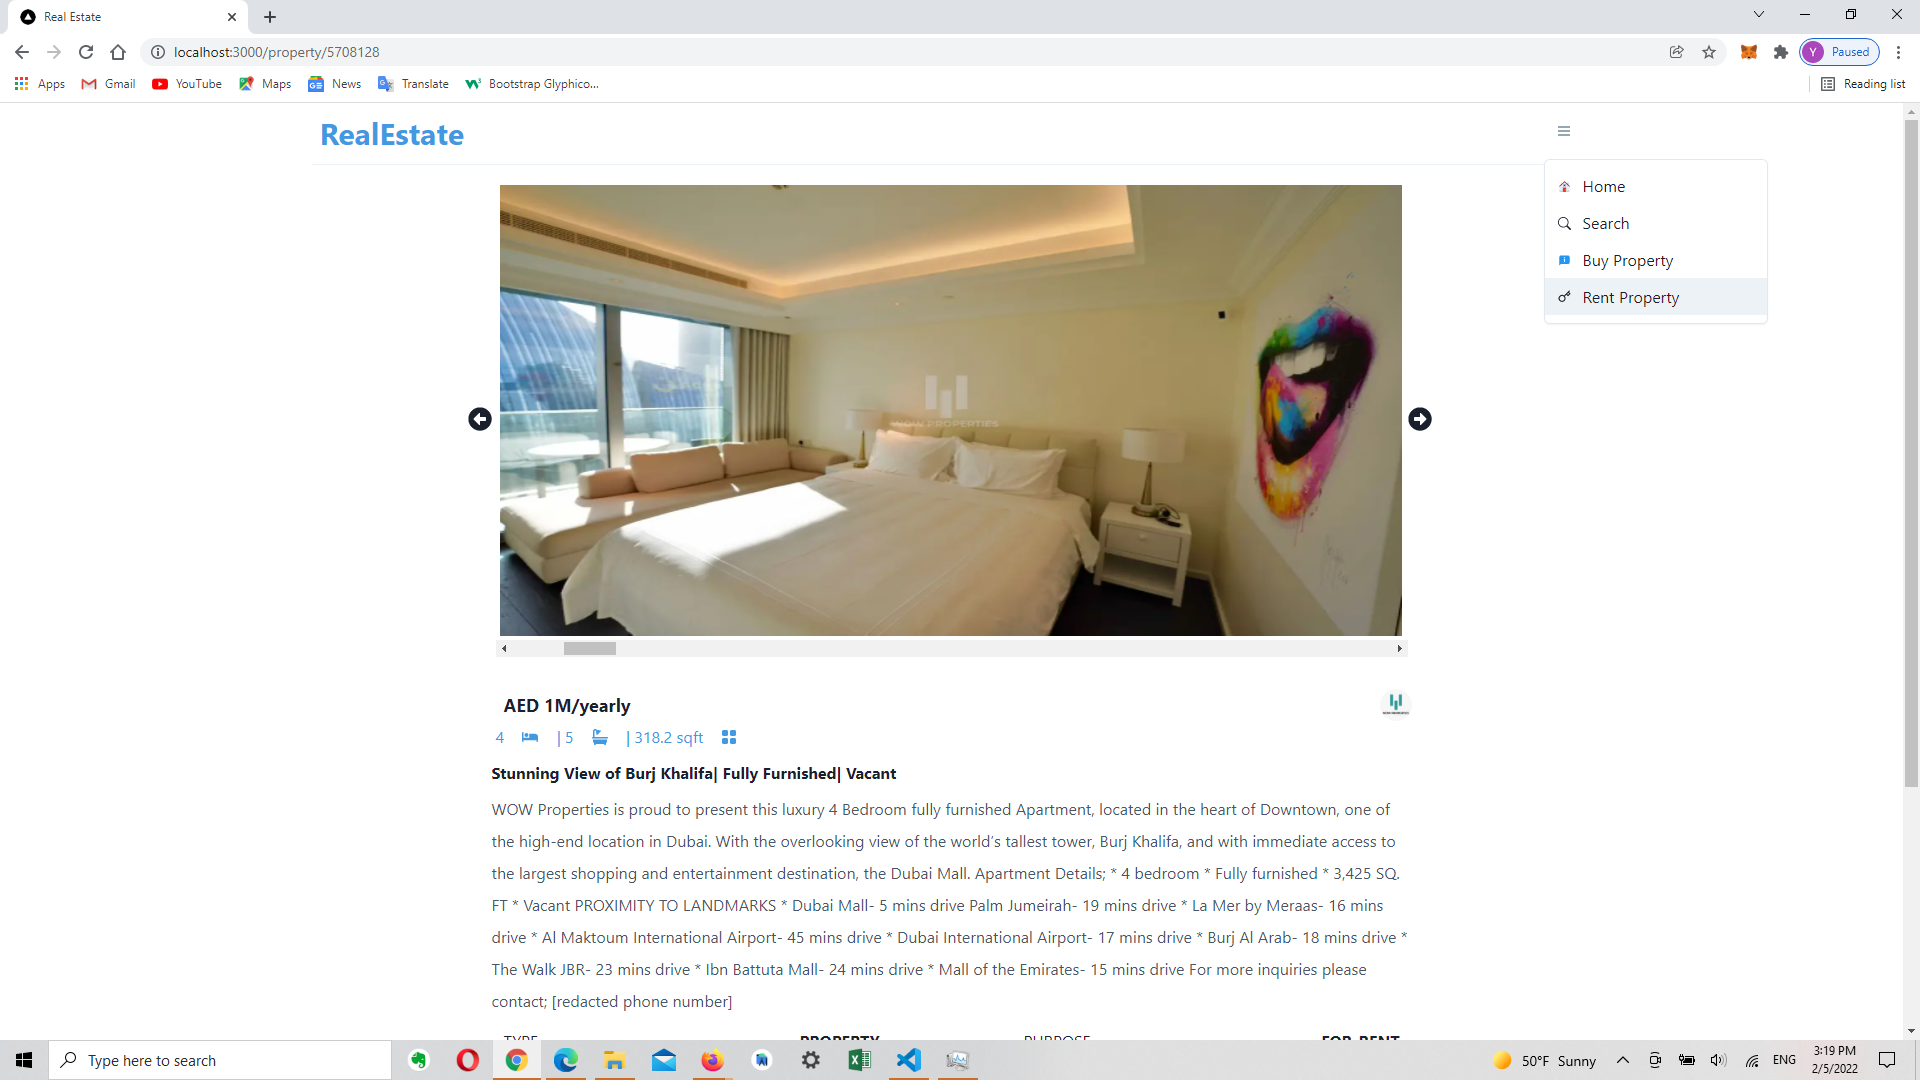 Real Estate
localhost:3000/property/5708128
Paused
Apps
Gmail
YouTube
Maps
News
Translate
Bootstrap Glyphico...
Reading list
RealEstate
Home
Search
Buy Property
Rent Property
WOW PROPERTIES
AED 1M/yearly
4 | 5 | 318.2 sqft
Stunning View of Burj Khalifa| Fully Furnished| Vacant
WOW Properties is proud to present this luxury 4 Bedroom fully furnished Apartment, located in the heart of Downtown, one of
the high-end location in Dubai. With the overlooking view of the world’s tallest tower, Burj Khalifa, and with immediate access to
the largest shopping and entertainment destination, the Dubai Mall. Apartment Details; * 4 bedroom * Fully furnished * 3,425 SQ.
FT * Vacant PROXIMITY TO LANDMARKS * Dubai Mall- 5 mins drive Palm Jumeirah- 19 mins drive * La Mer by Meraas- 16 mins
drive * Al Maktoum International Airport- 45 mins drive * Dubai International Airport- 17 mins drive * Burj Al Arab- 18 mins drive *
The Walk JBR- 23 mins drive * Ibn Battuta Mall- 24 mins drive * Mall of the Emirates- 15 mins drive For more inquiries please
contact; [redacted phone number]
TYPE PROPERTY PURPOSE FOR-RENT
Type here to search
50°F Sunny
ENG
3:19 PM
2/5/2022